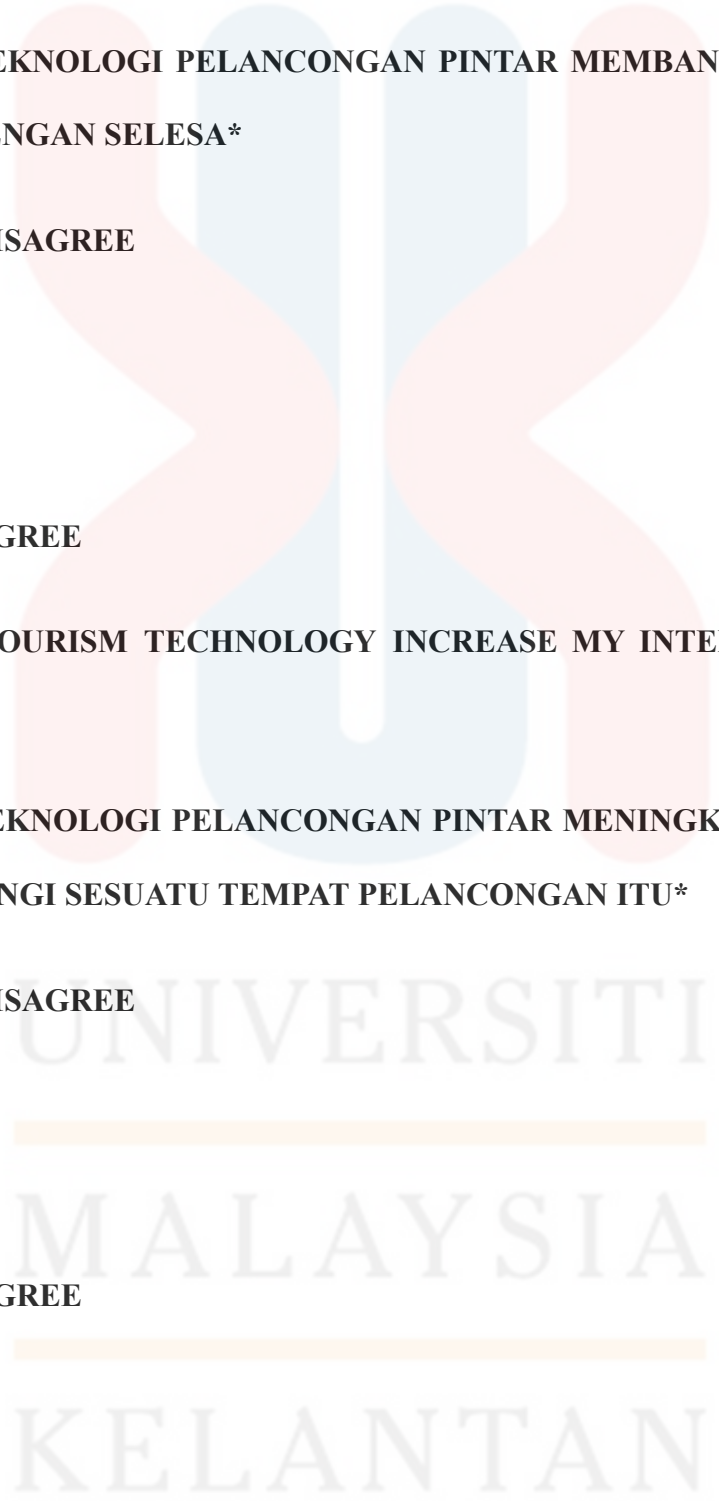 EKNOLOGI PELANCONGAN PINTAR MEMBAN
ENGAN SELESA*
ISAGREE
GREE
OURISM TECHNOLOGY INCREASE MY INTE
EKNOLOGI PELANCONGAN PINTAR MENINGK
NGI SESUATU TEMPAT PELANCONGAN ITU*
ISAGREE
UNIVERSITI
MALAYSIA
GREE
KELANTAN